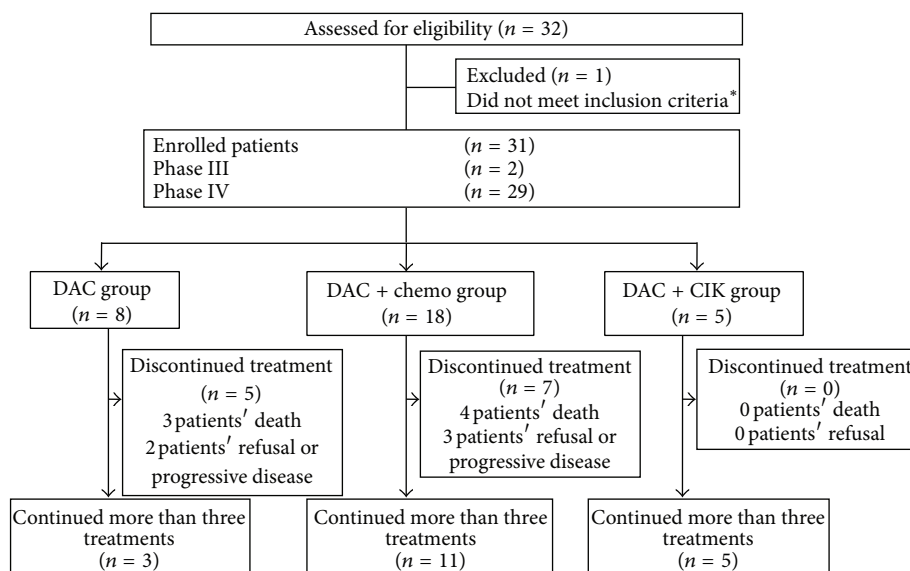 Assessed for eligibility (n = 32)
Excluded (n = 1)
Did not meet inclusion criteria*
Enrolled patients (n = 31)
Phase III (n = 2)
Phase IV (n = 29)
DAC group
(n = 8)
DAC + chemo group
(n = 18)
DAC + CIK group
(n = 5)
Discontinued treatment
(n = 5)
3 patients′ death
2 patients′ refusal or
progressive disease
Discontinued treatment
(n = 7)
4 patients′ death
3 patients′ refusal or
progressive disease
Discontinued treatment
(n = 0)
0 patients′ death
0 patients′ refusal
Continued more than three
treatments
(n = 3)
Continued more than three
treatments
(n = 11)
Continued more than three
treatments
(n = 5)